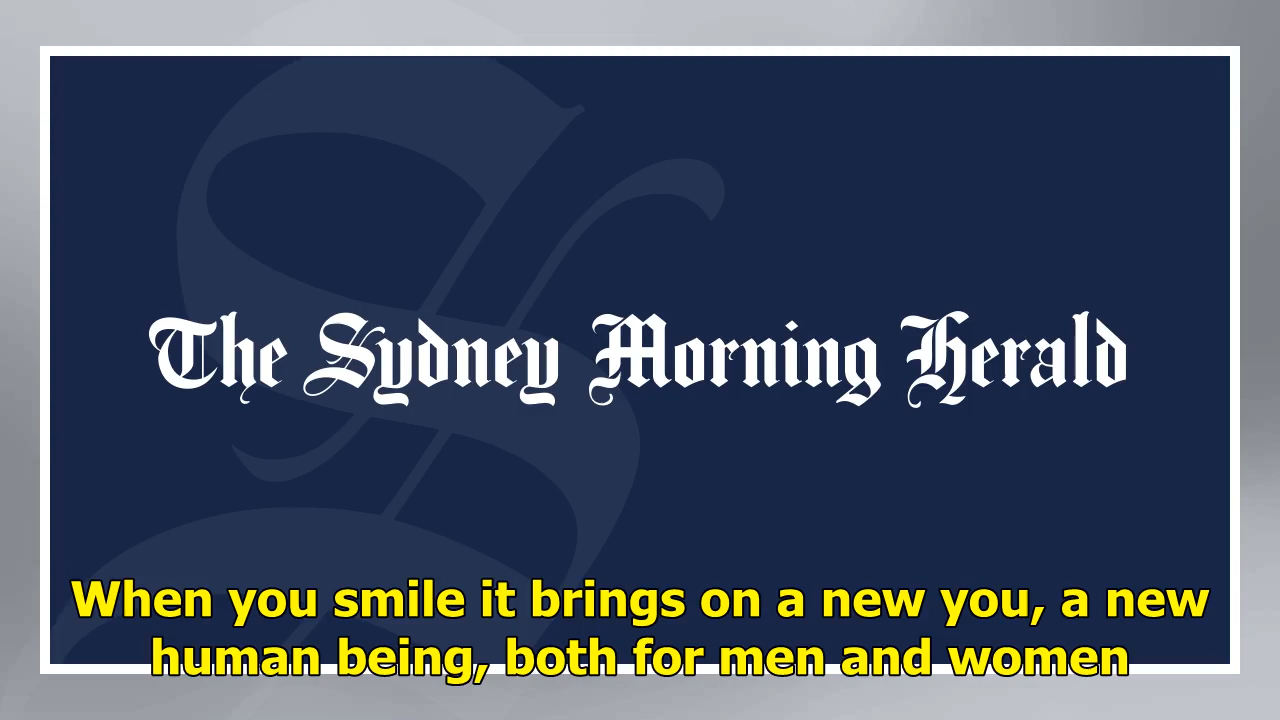 The Sydney Morning Herald
When you smile it brings on a new you, a new
human being, both for men and women